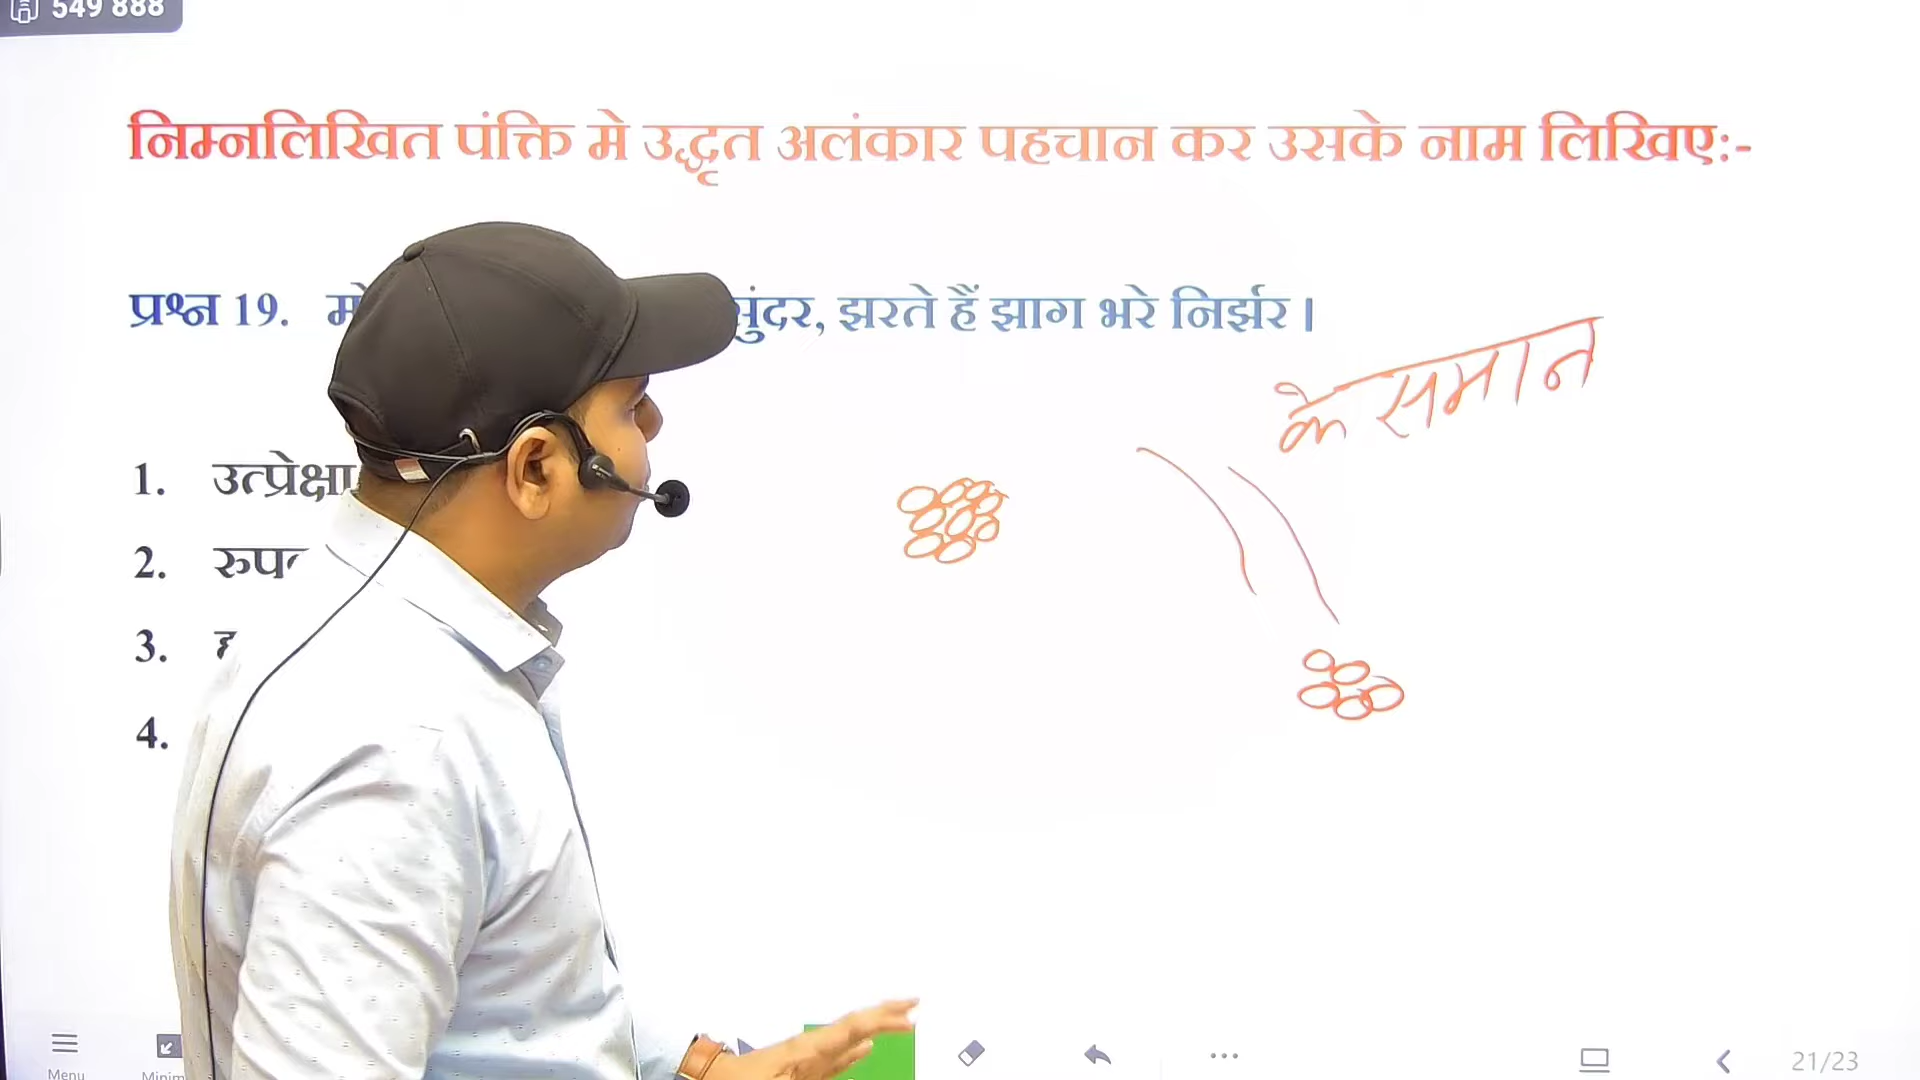 549 888
निम्नलिखित पंक्ति मे उद्धृत अलंकार पहचान कर उसके नाम लिखिए:-
प्रश्न 19. सुंदर, झरते हैं झाग भरे निर्झर।
के समान
1. उत्प्रेक्षा
2.
3.
4.
Menu
21/23